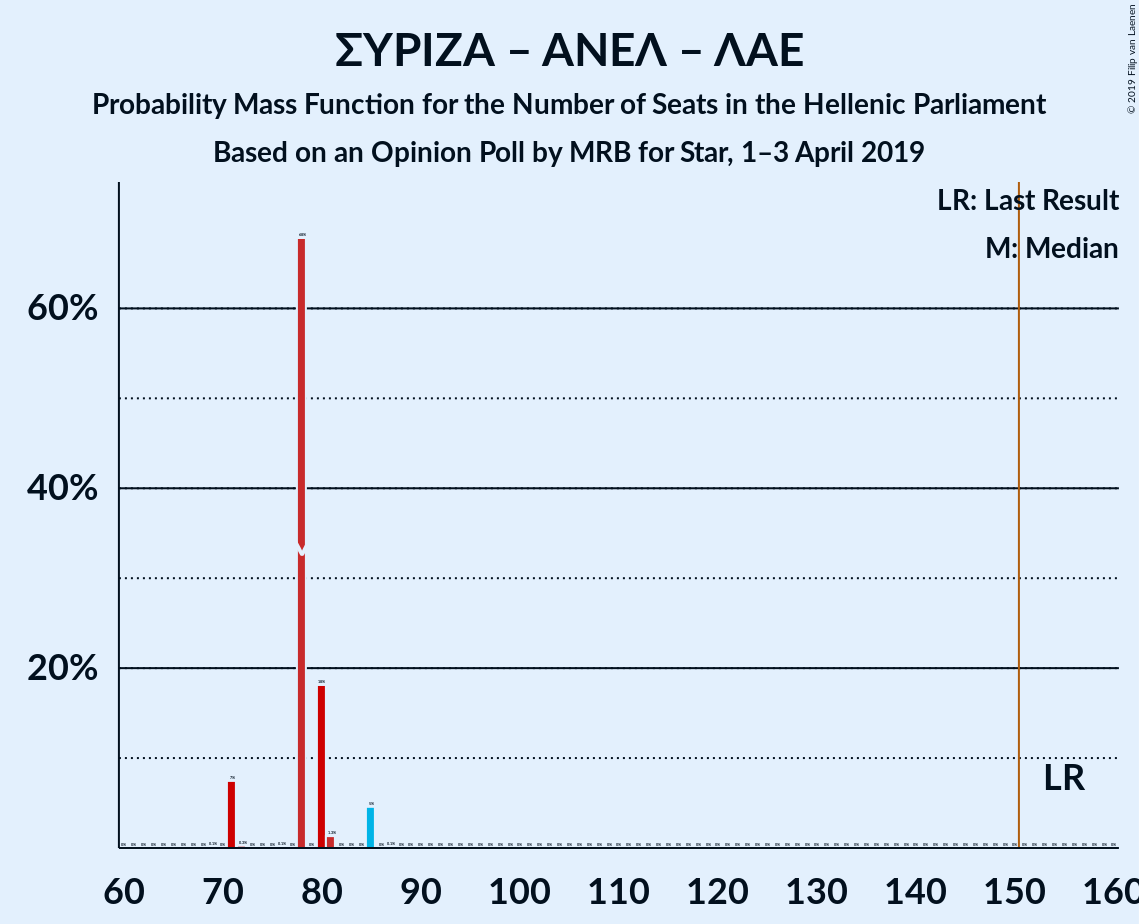 ΣΥΡΙΖΑ – ΑΝΕΛ – ΛΑΕ
Probability Mass Function for the Number of Seats in the Hellenic Parliament
Based on an Opinion Poll by MRB for Star, 1–3 April 2019
© 2019 Filip van Laenen
LR: Last Result
M: Median
60%
40%
20%
LR
60 70 80 90 100 110 120 130 140 150 160